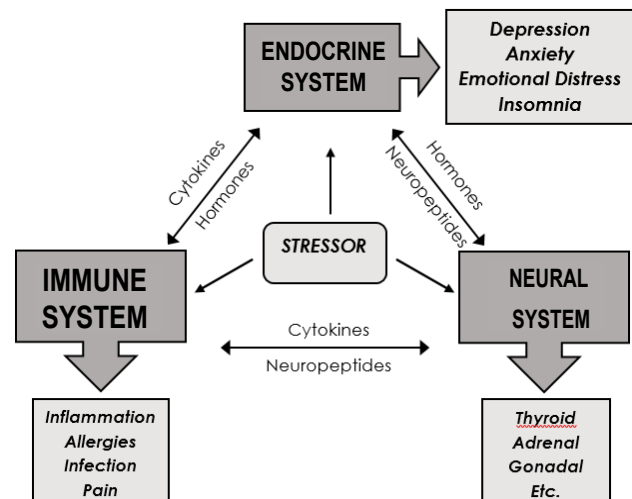 ENDOCRINE
SYSTEM
Depression
Anxiety
Emotional Distress
Insomnia
Cytokines
Hormones
Hormones
Neuropeptides
STRESSOR
IMMUNE
SYSTEM
NEURAL
SYSTEM
Cytokines
Neuropeptides
Inflammation
Allergies
Infection
Pain
Thyroid
Adrenal
Gonadal
Etc.